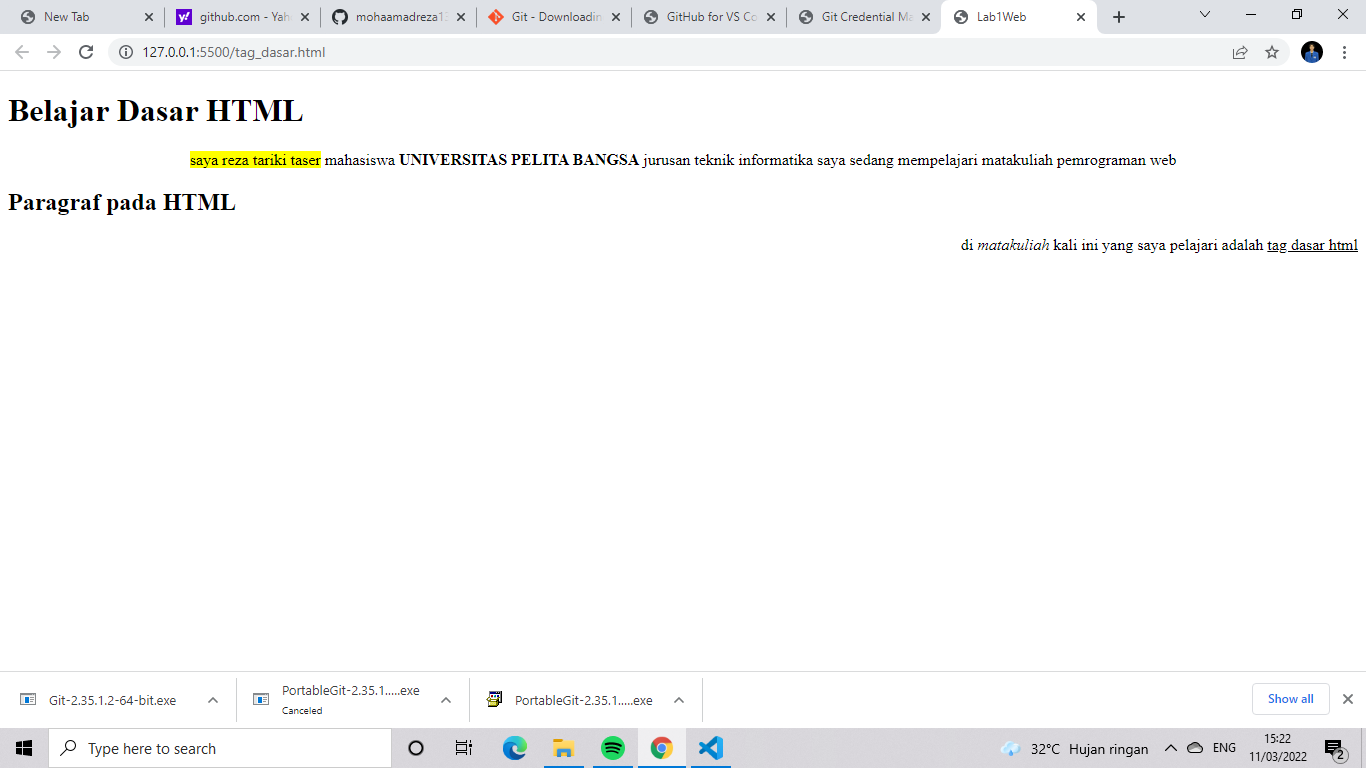 New Tab
github.com - Yah
mohaamadreza1
Git - Downloadin
GitHub for VS Co
Git Credential Ma
Lab1Web
127.0.0.1:5500/tag_dasar.html
Belajar Dasar HTML
saya reza tariki taser mahasiswa UNIVERSITAS PELITA BANGSA jurusan teknik informatika saya sedang mempelajari matakuliah pemrograman web
Paragraf pada HTML
di matakuliah kali ini yang saya pelajari adalah tag dasar html
Git-2.35.1.2-64-bit.exe
PortableGit-2.35.1.....exe
Canceled
PortableGit-2.35.1.....exe
Show all
Type here to search
32°C Hujan ringan
ENG
15:22
11/03/2022
2